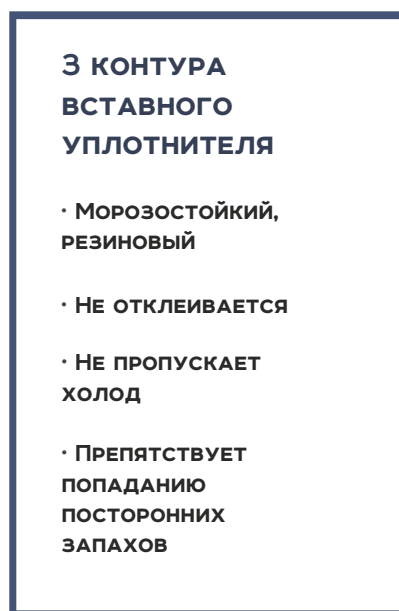 3 контура
вставного
уплотнителя
· Морозостойкий,
резиновый
· Не отклеивается
· Не пропускает
холод
· Препятствует
попаданию
посторонних
запахов